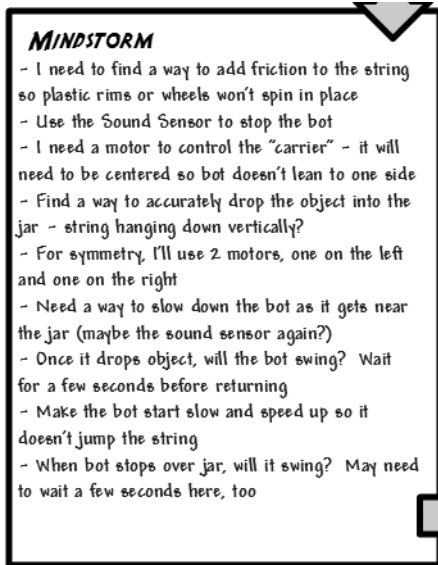 MINDSTORM
- I need to find a way to add friction to the string
so plastic rims or wheels won't spin in place
- Use the Sound Sensor to stop the bot
- I need a motor to control the "carrier" - it will
need to be centered so bot doesn't lean to one side
- Find a way to accurately drop the object into the
jar - string hanging down vertically?
- For symmetry, I'll use 2 motors, one on the left
and one on the right
- Need a way to slow down the bot as it gets near
the jar (maybe the sound sensor again?)
- Once it drops object, will the bot swing? Wait
for a few seconds before returning
- Make the bot start slow and speed up so it
doesn't jump the string
- When bot stops over jar, will it swing? May need
to wait a few seconds here, too